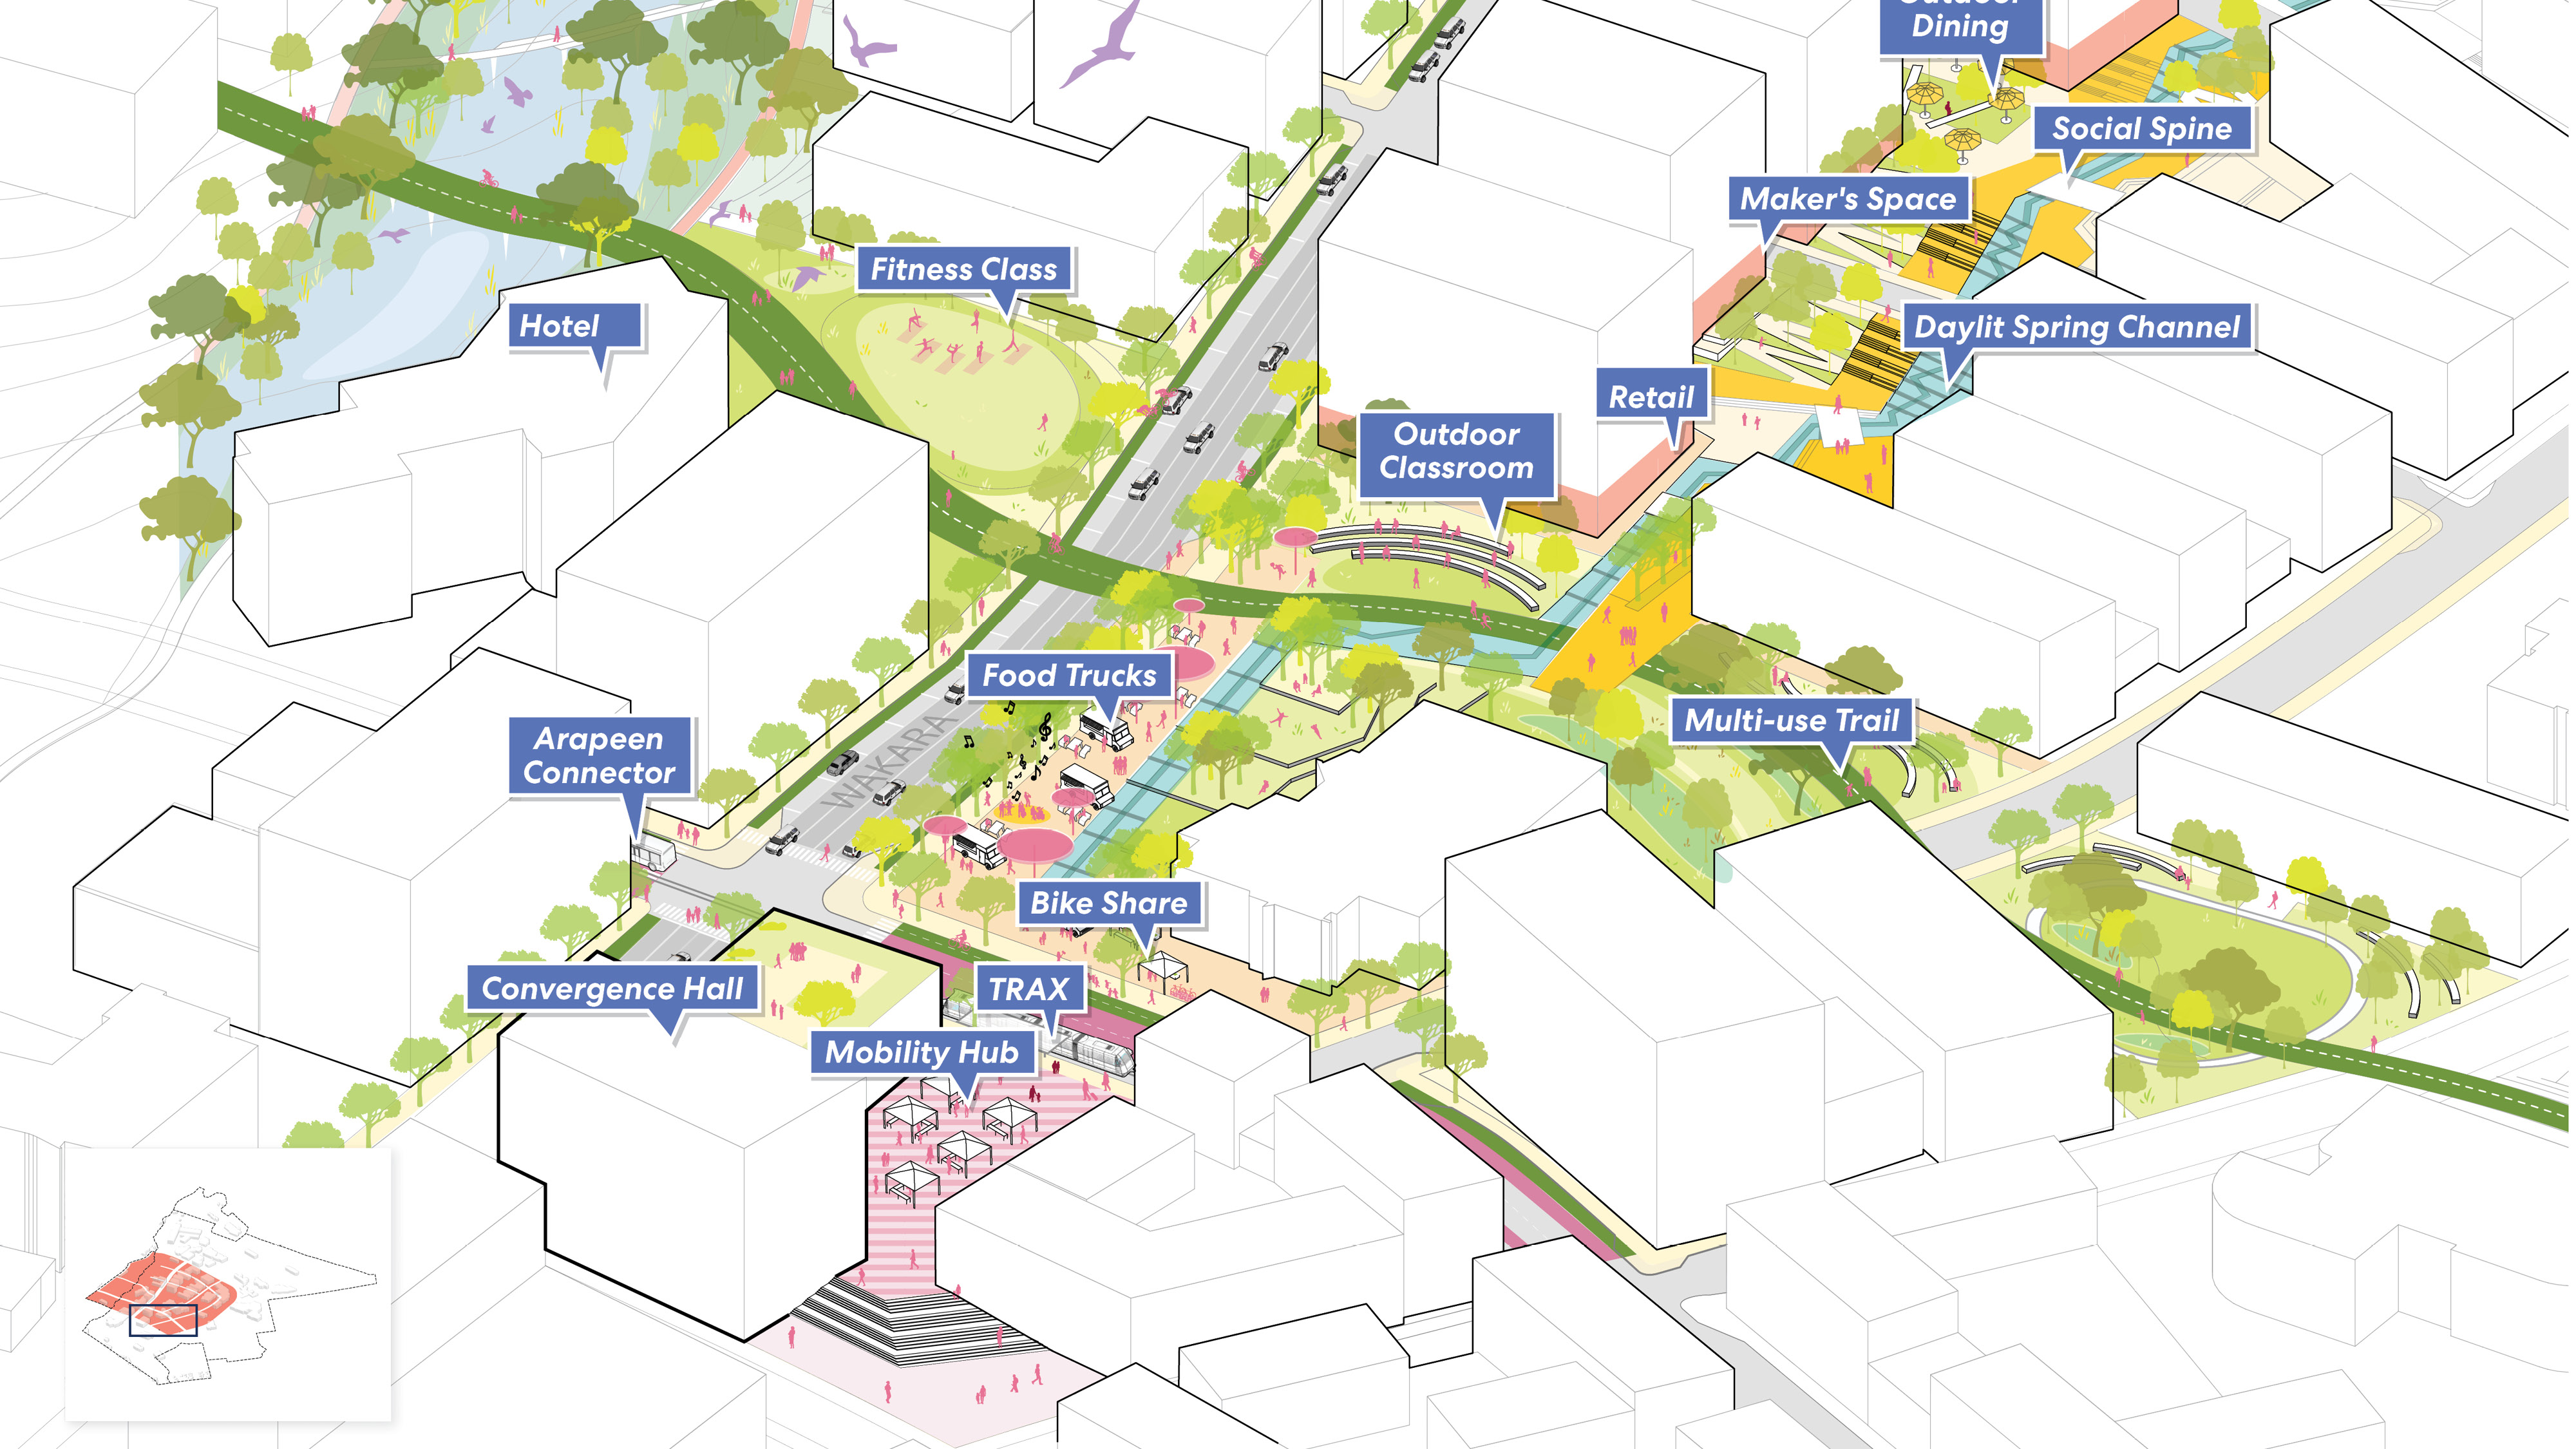 Dining
Social Spine
Maker's Space
Fitness Class
Hotel
Daylit Spring Channel
Retail
Outdoor
Classroom
Food Trucks
Multi-use Trail
Arapeen
Connector
WAKARA
Bike Share
Convergence Hall
TRAX
Mobility Hub